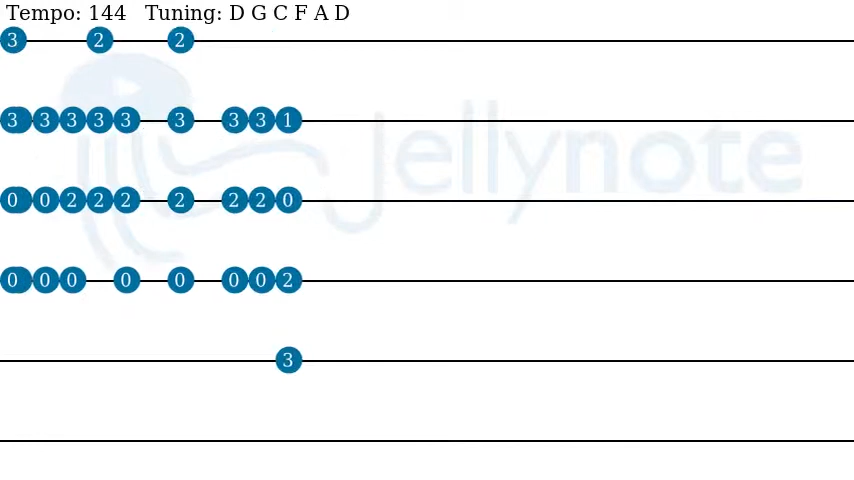 Tempo: 144 Tuning: D G C F A D
3 2 2
3 3 3 3 3 3 3 3 1
0 0 2 2 2 2 2 2 0
0 0 0 0 0 0 0 2
3
Jellynote